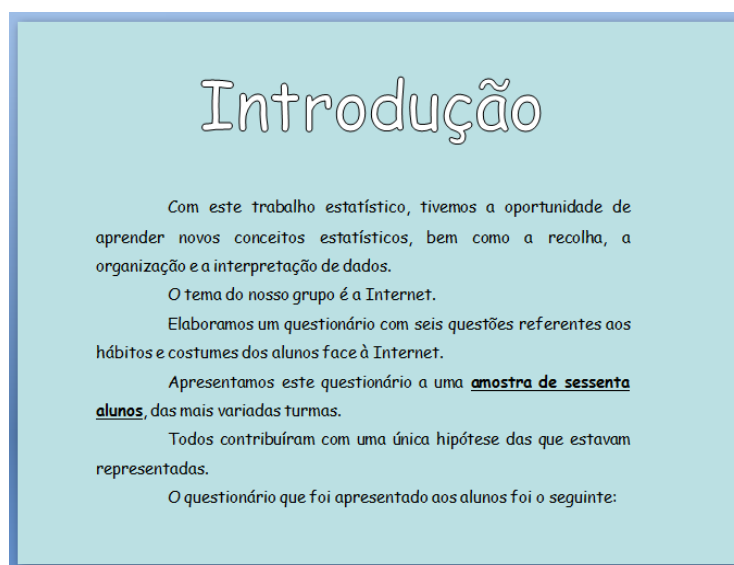 Introdução
Com este trabalho estatístico, tivemos a oportunidade de
aprender novos conceitos estatísticos, bem como a recolha, a
organização e a interpretação de dados.
O tema do nosso grupo é a Internet.
Elaboramos um questionário com seis questões referentes aos
hábitos e costumes dos alunos face à Internet.
Apresentamos este questionário a uma amostra de sessenta
alunos, das mais variadas turmas.
Todos contribuíram com uma única hipótese das que estavam
representadas.
O questionário que foi apresentado aos alunos foi o seguinte: